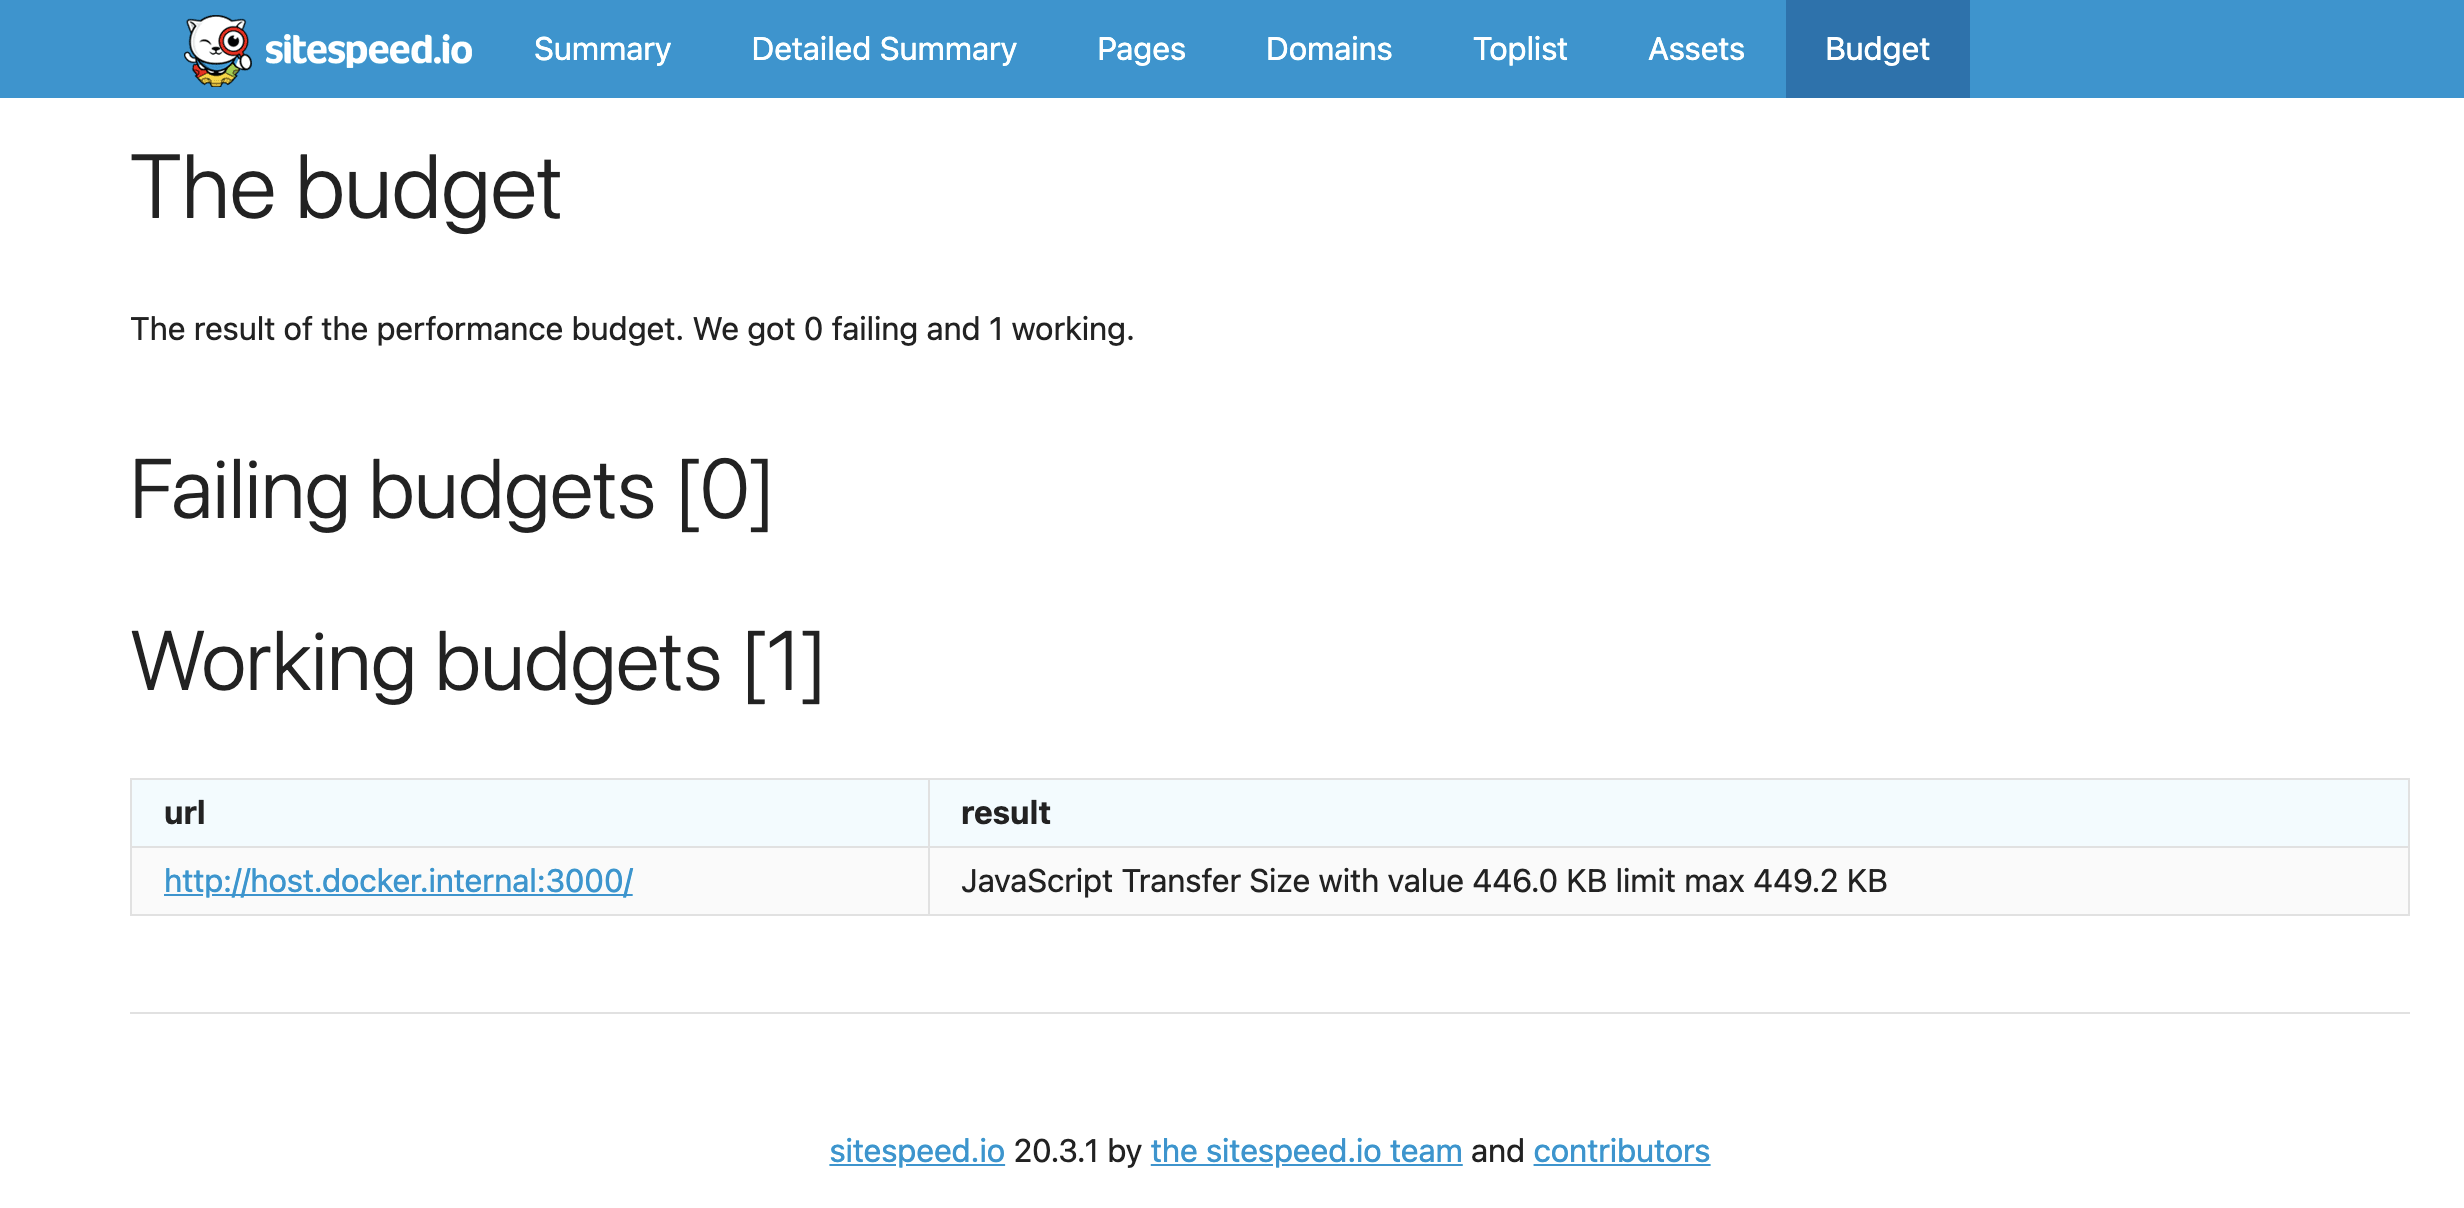 sitespeed.io Summary Detailed Summary Pages Domains Toplist Assets Budget
The budget
The result of the performance budget. We got 0 failing and 1 working.
Failing budgets [0]
Working budgets [1]
url result
http://host.docker.internal:3000/ JavaScript Transfer Size with value 446.0 KB limit max 449.2 KB
sitespeed.io 20.3.1 by the sitespeed.io team and contributors